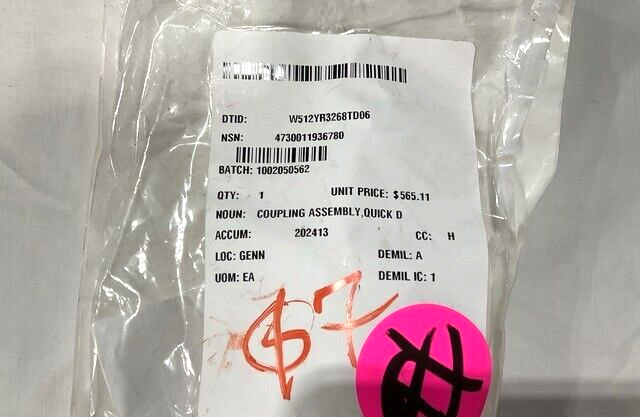 DTID: W512YR3268TD06
NSN: 4730011936780
BATCH: 1002050562
QTY: 1 UNIT PRICE: $565.11
NOUN: COUPLING ASSEMBLY,QUICK D
ACCUM: 202413 CC: H
LOC: GENN DEMIL: A
UOM: EA DEMIL IC: 1
$7